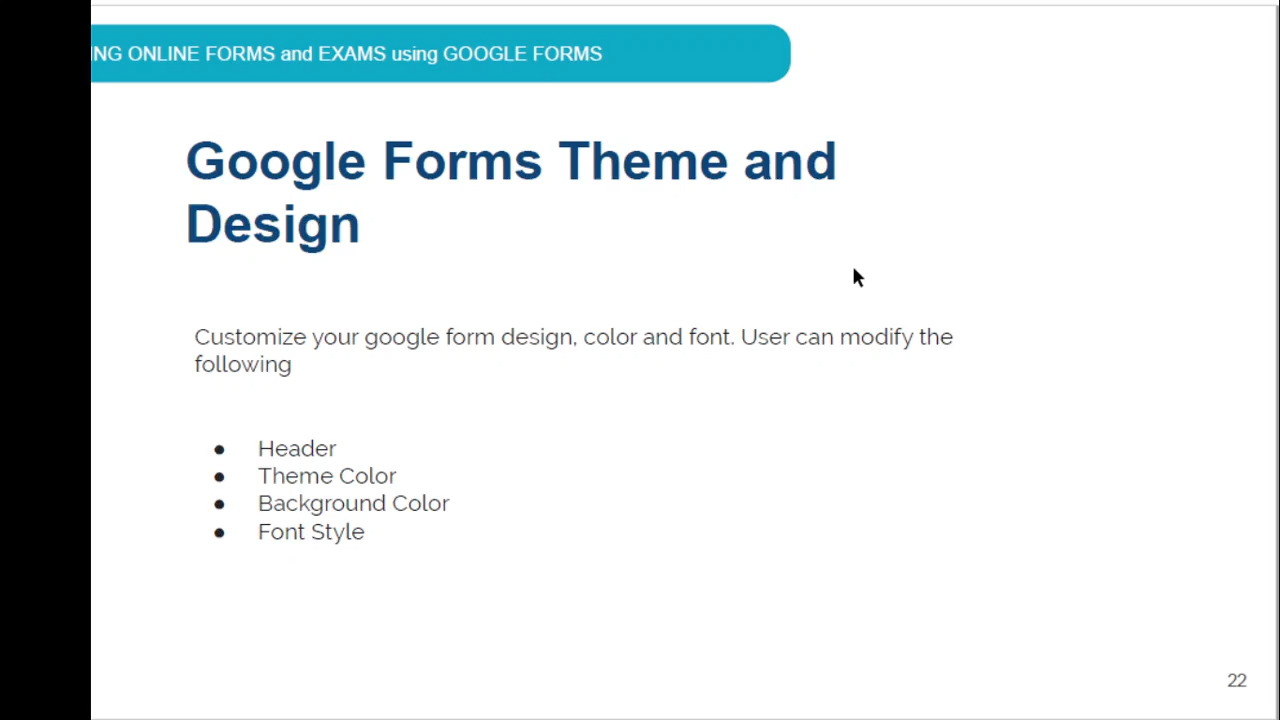 ING ONLINE FORMS and EXAMS using GOOGLE FORMS
Google Forms Theme and
Design
Customize your google form design, color and font. User can modify the
following
● Header
● Theme Color
● Background Color
● Font Style
22